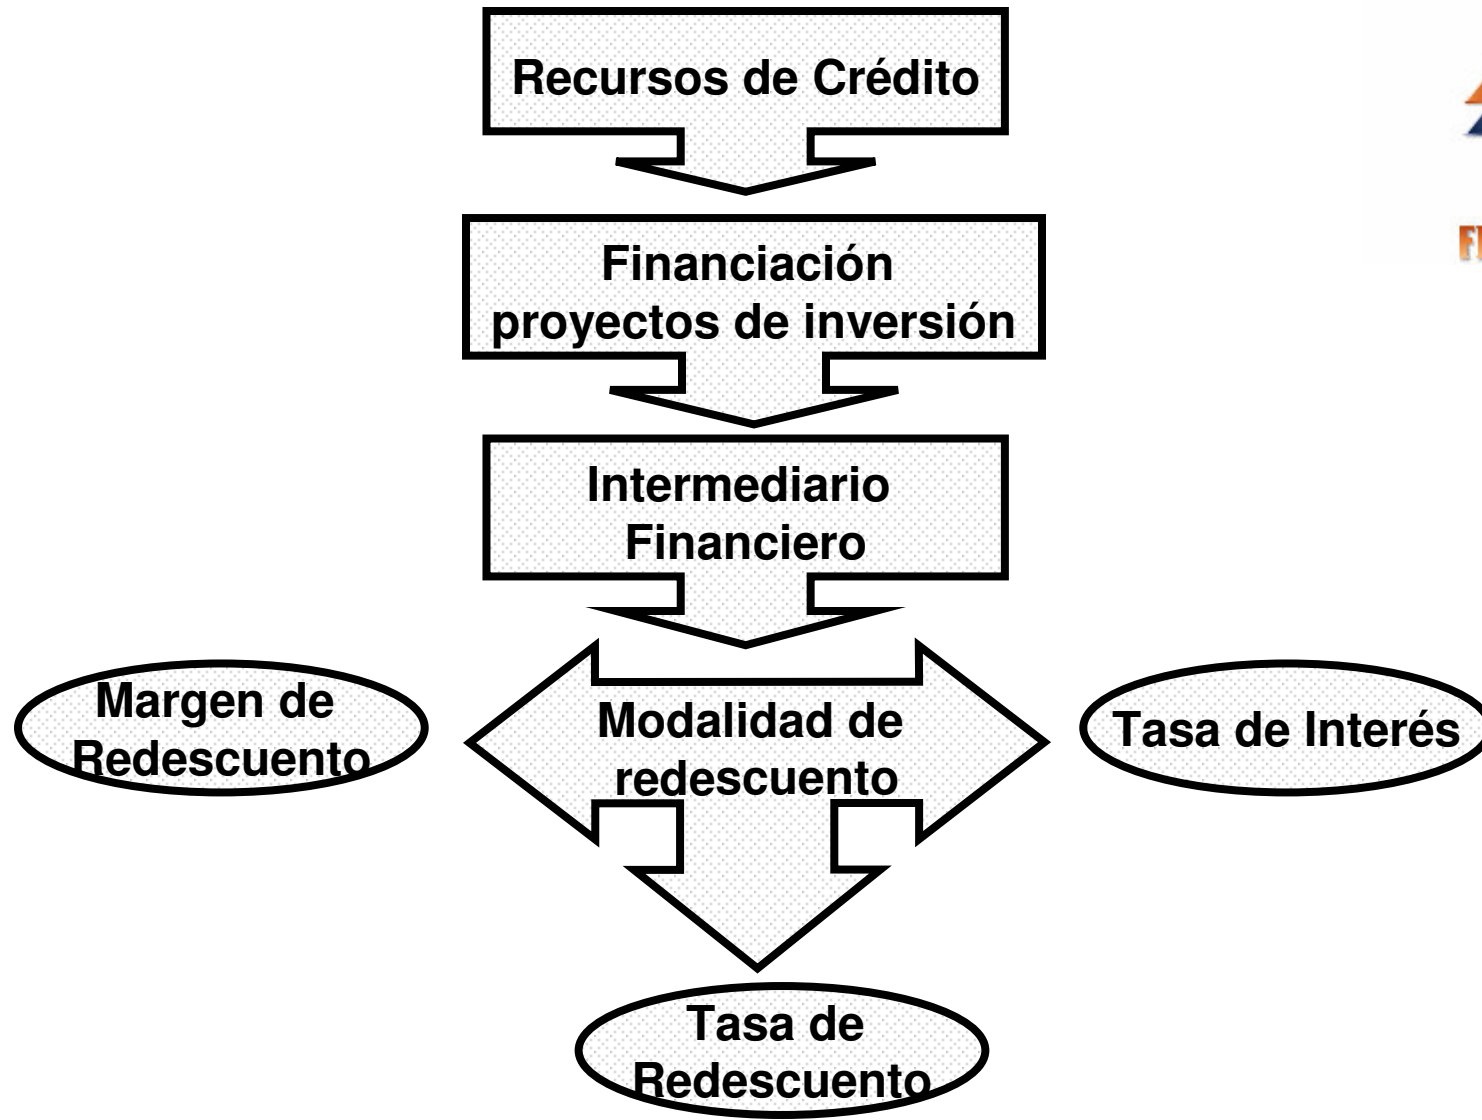 Recursos de Crédito
Financiación
proyectos de inversión
Intermediario
Financiero
Margen de
Redescuento
Modalidad de
redescuento
Tasa de Interés
Tasa de
Redescuento